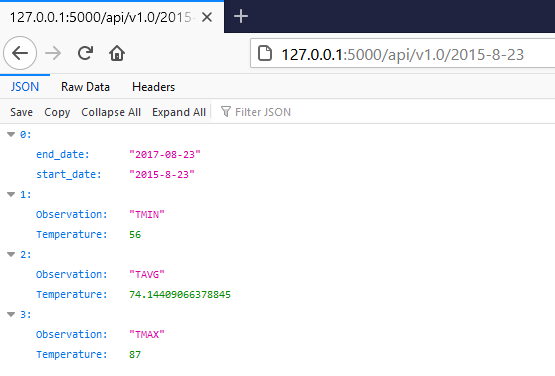 127.0.0.1:5000/api/v1.0/2015-
127.0.0.1:5000/api/v1.0/2015-8-23
JSON Raw Data Headers
Save Copy Collapse All Expand All Filter JSON
0:
end_date: "2017-08-23"
start_date: "2015-8-23"
1:
Observation: "TMIN"
Temperature: 56
2:
Observation: "TAVG"
Temperature: 74.14409066378845
3:
Observation: "TMAX"
Temperature: 87